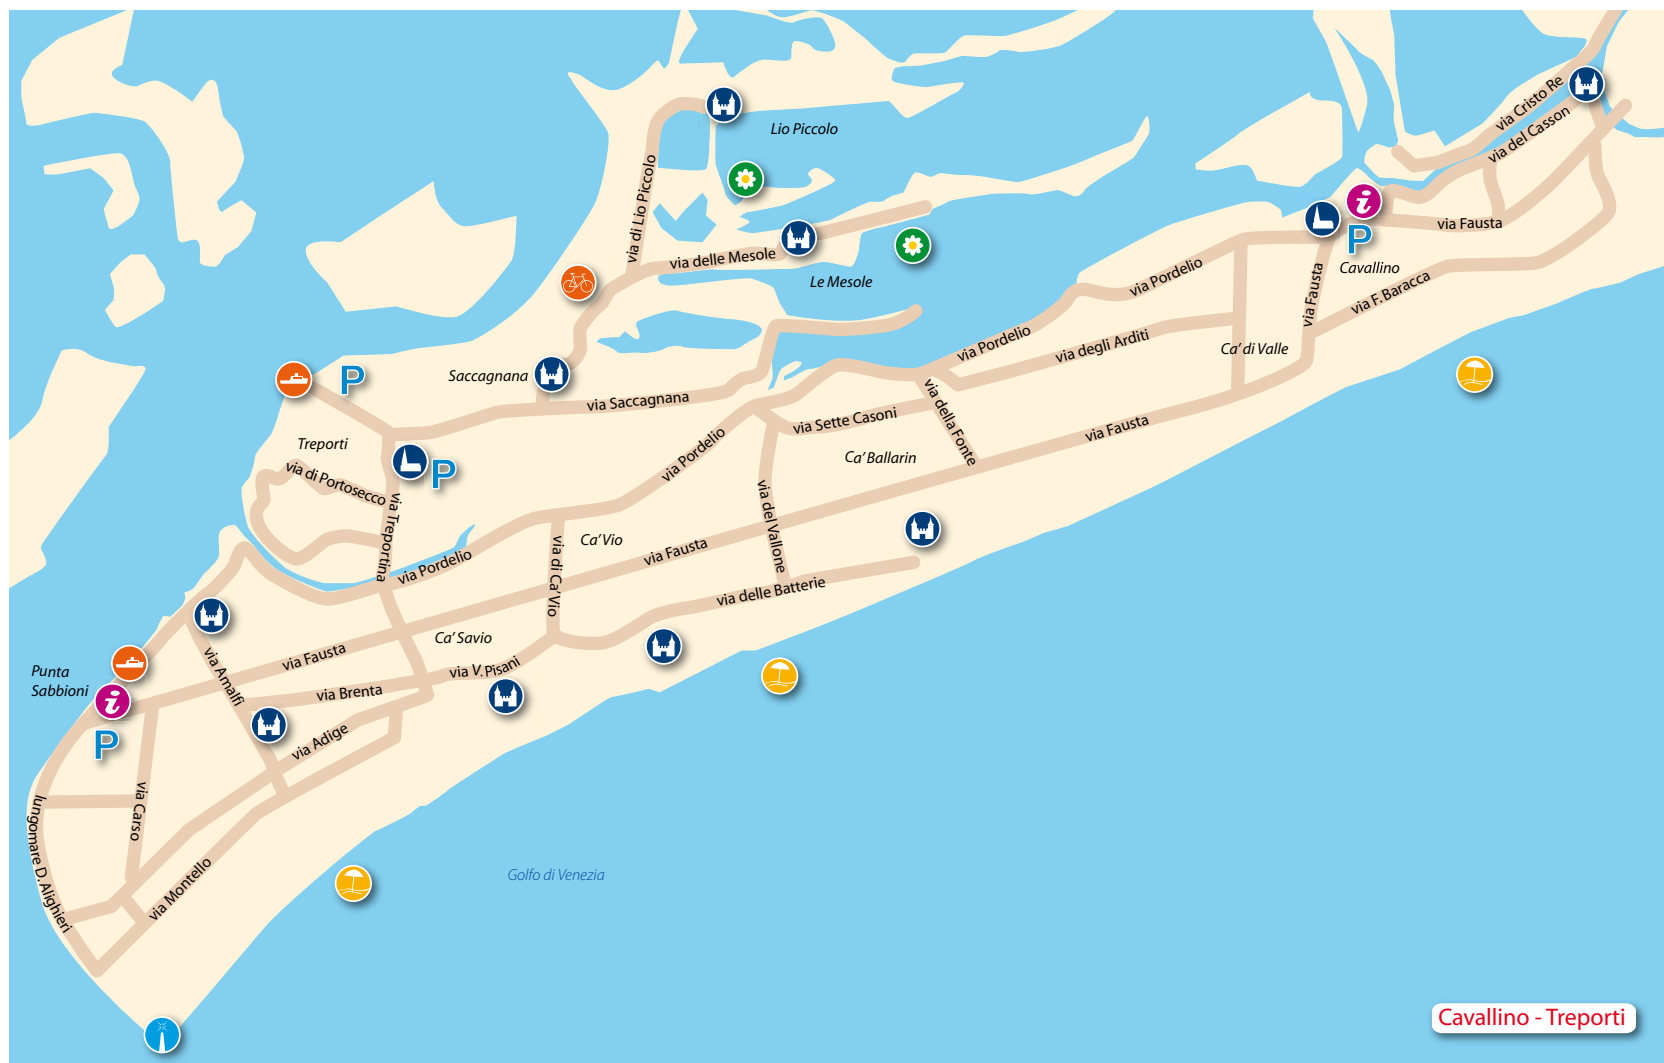 via Cristo Re
via del Casson
Lio Piccolo
via di Lio Piccolo
via Fausta
P
via delle Mesole
Cavallino
Le Mesole
via Pordelio
via F. Baracca
via Fausta
via Pordelio
via degli Arditi
Ca' di Valle
Saccagnana
P
via Saccagnana
via della Fonte
via Sette Casoni
via Fausta
Treporti
via Pordelio
Ca' Ballarin
P
via di Portosecco
via Treportina
via del Vallone
Ca' Vio
via Fausta
via Pordelio
via di Ca' Vio
via delle Batterie
Ca' Savio
via Fausta
Punta
Sabbioni
via Amalfi
via V. Pisani
via Brenta
P
via Adige
via Carso
lungomare D. Alighieri
via Montello
Golfo di Venezia
Cavallino - Treporti